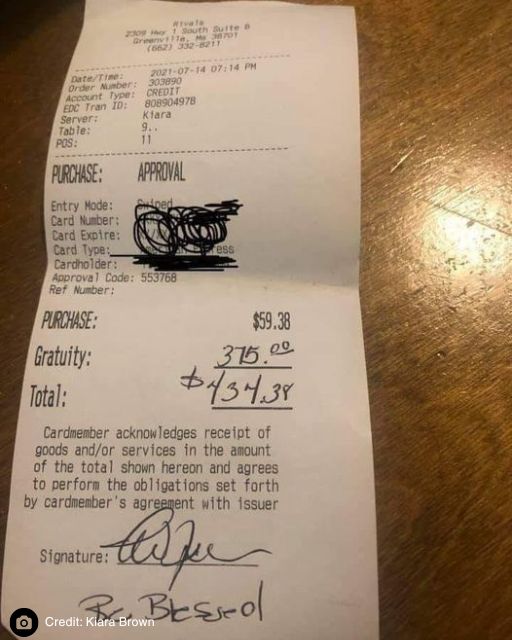 Rivals
2309 Hwy 1 South Suite B
Greenville, Ms 38701
(662) 332-8211
Date/Time: 2021-07-14 07:14 PM
Order Number: 303890
Account Type: CREDIT
EDC Tran ID: 808904978
Server: Kiara
Table: 9..
POS: 11
PURCHASE: APPROVAL
Entry Mode: Swiped
Card Number:
Card Expire:
Card Type:
Cardholder:
Approval Code: 553768
Ref Number:
PURCHASE: $59.38
Gratuity: 375.00
Total: $434.38
Cardmember acknowledges receipt of
goods and/or services in the amount
of the total shown hereon and agrees
to perform the obligations set forth
by cardmember's agreement with issuer
Signature:
Be Blessed
Credit: Kiara Brown